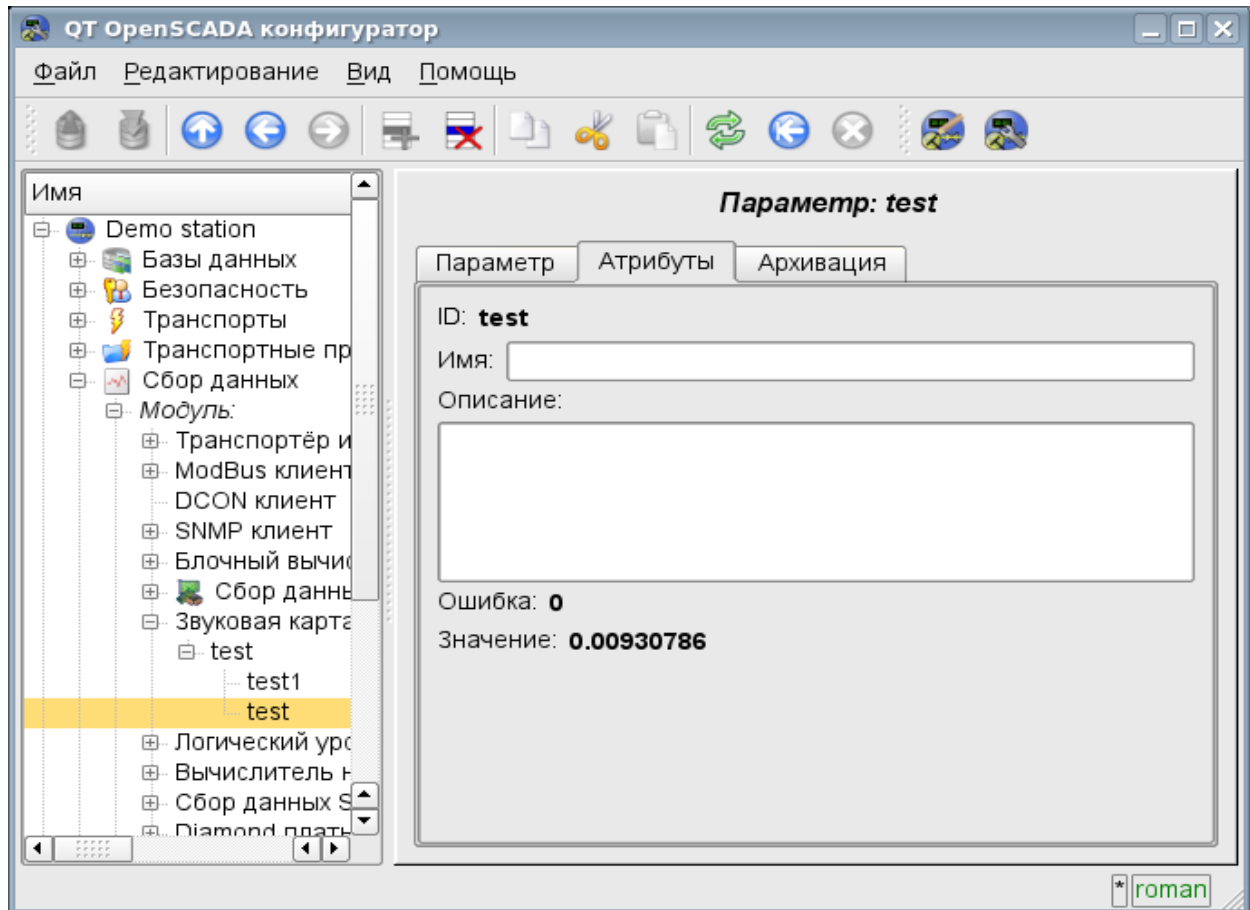 QT OpenSCADA конфигуратор
Файл Редактирование Вид Помощь
Имя
Demo station
Базы данных
Безопасность
Транспорты
Транспортные пр
Сбор данных
Модуль:
Транспортёр и
ModBus клиент
DCON клиент
SNMP клиент
Блочный вычис
Сбор данны
Звуковая карта
test
test1
test
Логический уро
Вычислитель н
Сбор данных S
Diamond платы
Параметр: test
Параметр Атрибуты Архивация
ID: test
Имя:
Описание:
Ошибка: 0
Значение: 0.00930786
* roman